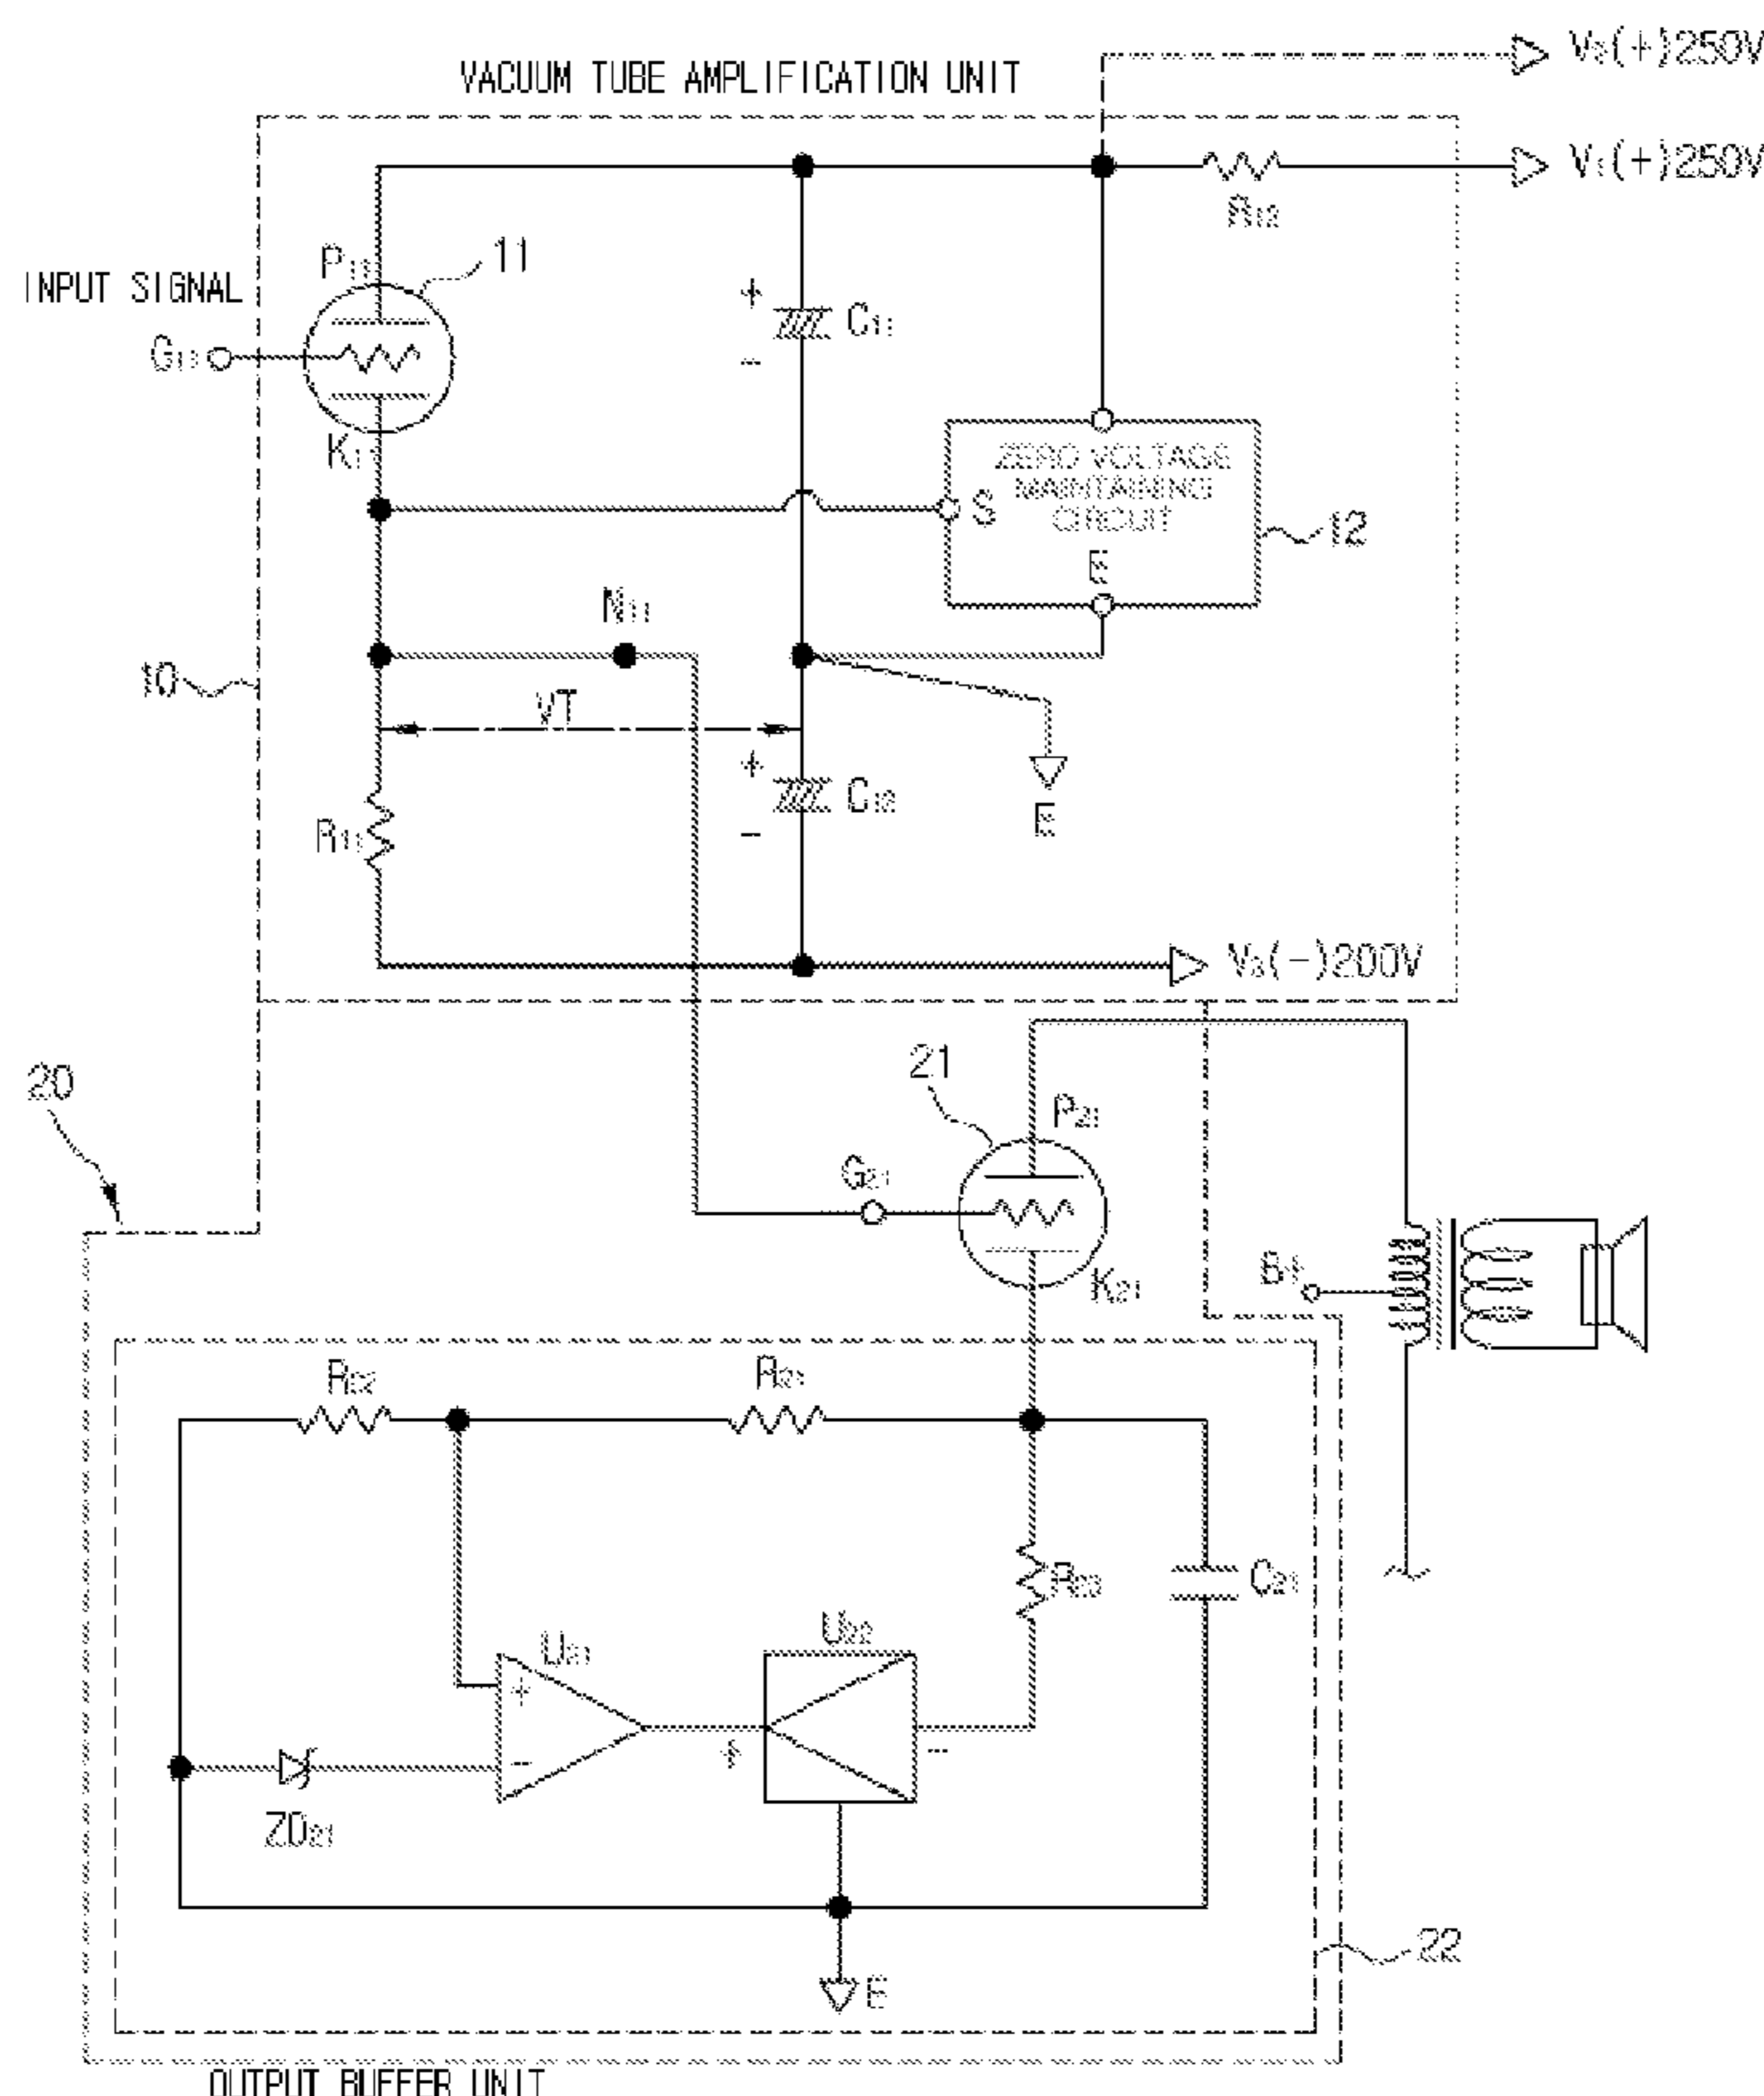 V₂(+)250V
VACUUM TUBE AMPLIFICATION UNIT
V₁(+)250V
R₁₂
P₁₁
11
INPUT SIGNAL
+
C₁₁
G₁₁
-
K₁₁
ZERO VOLTAGE
MAINTAINING
CIRCUIT
S
12
E
N₁₁
10
VT
+
C₁₂
E
R₁₁
-
V₃(-)200V
21
20
P₂₁
G₂₁
B+
K₂₁
R₂₂
R₂₁
R₂₃
C₂₁
U₂₁
U₂₂
+
+
-
-
ZD₂₁
22
E
OUTPUT BUFFER UNIT